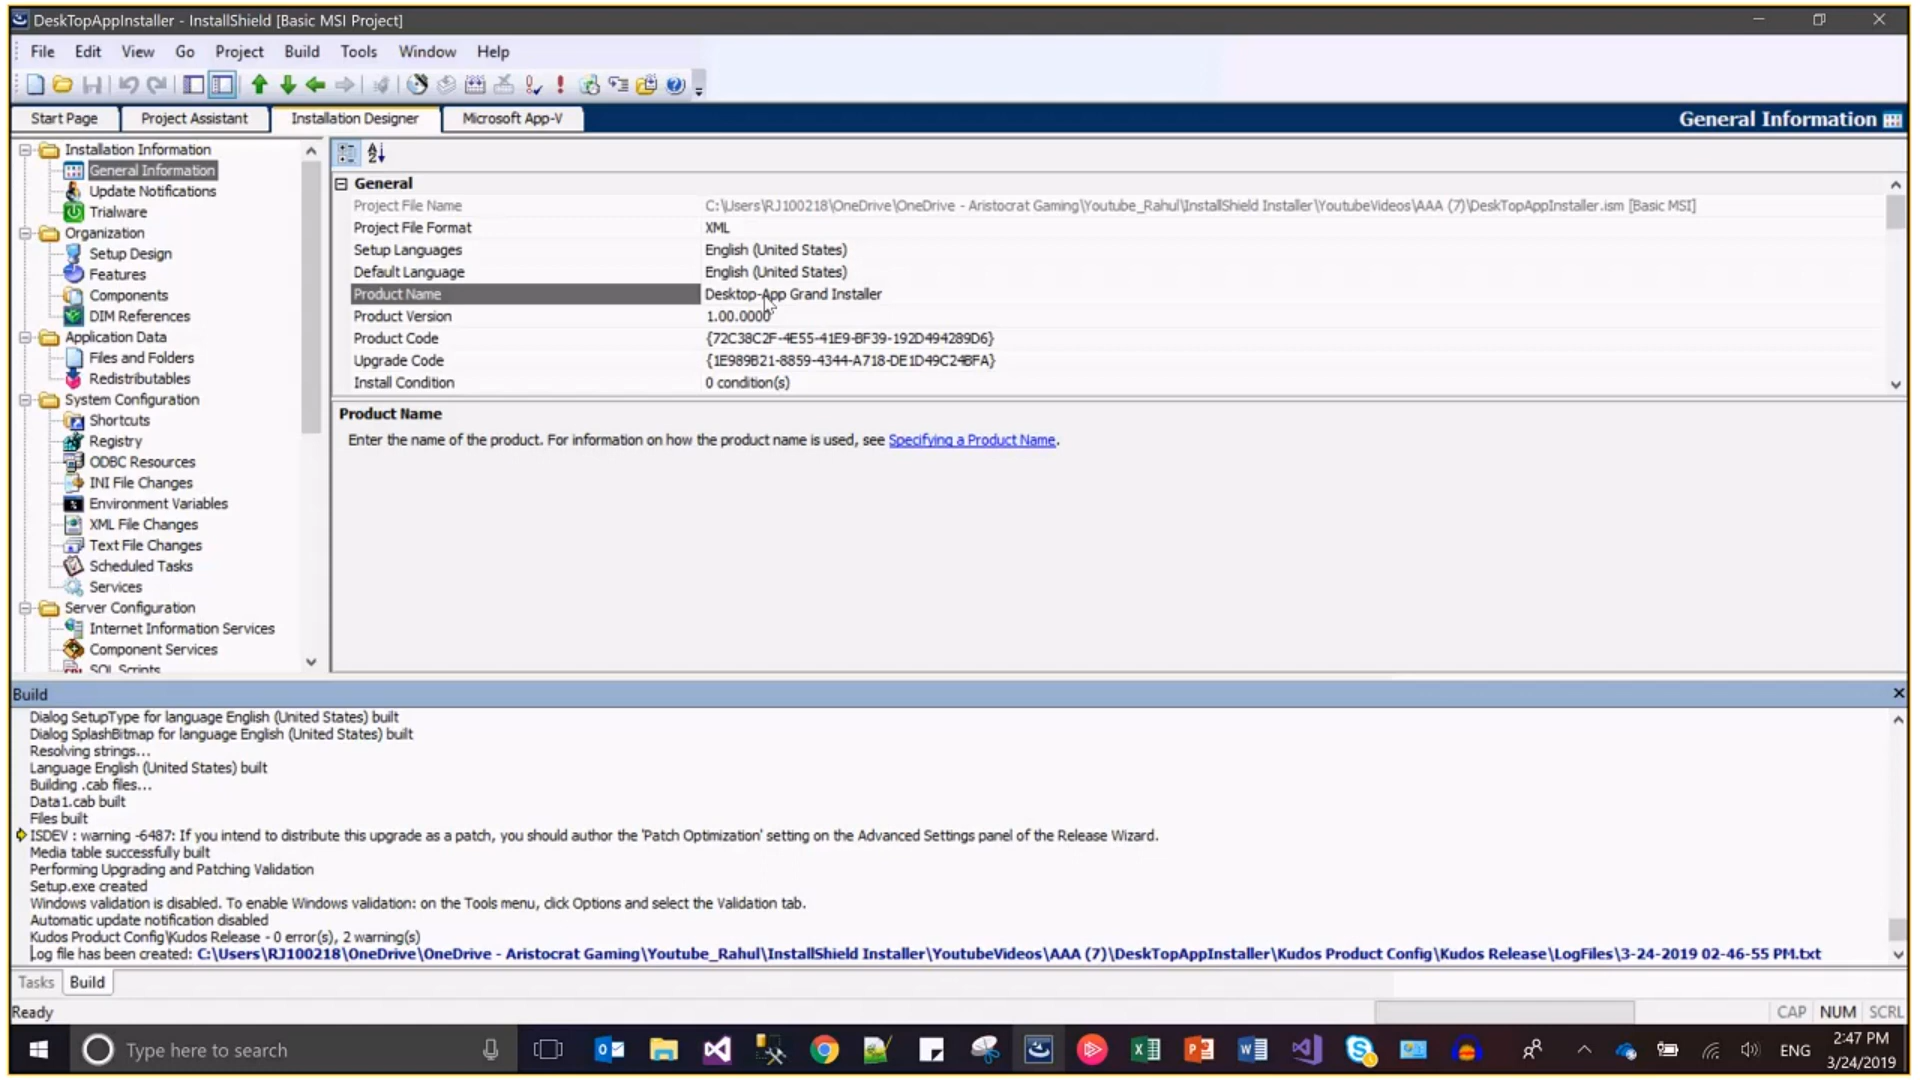 DeskTopAppInstaller - InstallShield [Basic MSI Project]
File Edit View Go Project Build Tools Window Help
Start Page Project Assistant Installation Designer Microsoft App-V General Information
Installation Information
General Information
Update Notifications
Trialware
Organization
Setup Design
Features
Components
DIM References
Application Data
Files and Folders
Redistributables
System Configuration
Shortcuts
Registry
ODBC Resources
INI File Changes
Environment Variables
XML File Changes
Text File Changes
Scheduled Tasks
Services
Server Configuration
Internet Information Services
Component Services
SQL Scripts
General
Project File Name C:\Users\RJ100218\OneDrive\OneDrive - Aristocrat Gaming\Youtube_Rahul\InstallShield Installer\YoutubeVideos\AAA (7)\DeskTopAppInstaller.ism [Basic MSI]
Project File Format XML
Setup Languages English (United States)
Default Language English (United States)
Product Name Desktop-App Grand Installer
Product Version 1.00.0000
Product Code {72C38C2F-4E55-41E9-BF39-192D494289D6}
Upgrade Code {1E989B21-8859-4344-A718-DE1D49C24BFA}
Install Condition 0 condition(s)
Product Name
Enter the name of the product. For information on how the product name is used, see Specifying a Product Name.
Build
Dialog SetupType for language English (United States) built
Dialog SplashBitmap for language English (United States) built
Resolving strings...
Language English (United States) built
Building .cab files...
Data1.cab built
Files built
ISDEV : warning -6487: If you intend to distribute this upgrade as a patch, you should author the 'Patch Optimization' setting on the Advanced Settings panel of the Release Wizard.
Media table successfully built
Performing Upgrading and Patching Validation
Setup.exe created
Windows validation is disabled. To enable Windows validation: on the Tools menu, click Options and select the Validation tab.
Automatic update notification disabled
Kudos Product Config\Kudos Release - 0 error(s), 2 warning(s)
Log file has been created: C:\Users\RJ100218\OneDrive\OneDrive - Aristocrat Gaming\Youtube_Rahul\InstallShield Installer\YoutubeVideos\AAA (7)\DeskTopAppInstaller\Kudos Product Config\Kudos Release\LogFiles\3-24-2019 02-46-55 PM.txt
Tasks Build
Ready CAP NUM SCRL
Type here to search
ENG
2:47 PM
3/24/2019